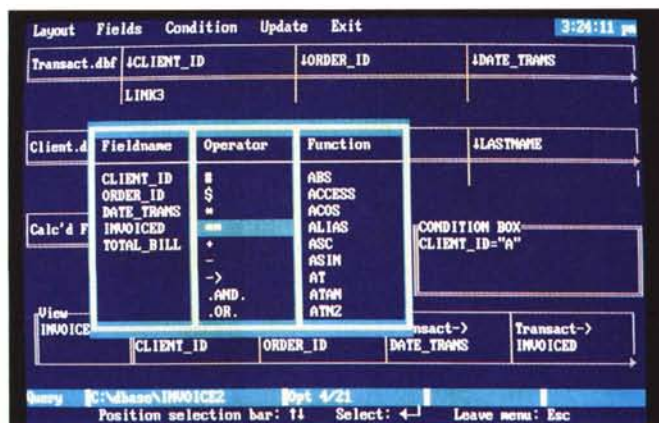 Layout Fields Condition Update Exit 3:24:11 pm
Transact.dbf ↓CLIENT_ID ↓ORDER_ID ↓DATE_TRANS
LINK3
Client.d ↓LASTNAME
Fieldname Operator Function
CLIENT_ID # ABS
ORDER_ID $ ACCESS
DATE_TRANS * ACOS
INVOICED ** ALIAS
TOTAL_BILL + ASC
- ASIN
-> AT
.AND. ATAN
.OR. ATN2
Calc'd F
CONDITION BOX
CLIENT_ID="A"
View
INVOICE nsact-> Transact->
CLIENT_ID ORDER_ID DATE_TRANS INVOICED
Query C:\dbase\INVOICE2 Opt 4/21
Position selection bar: ↑↓ Select: ←┘ Leave menu: Esc